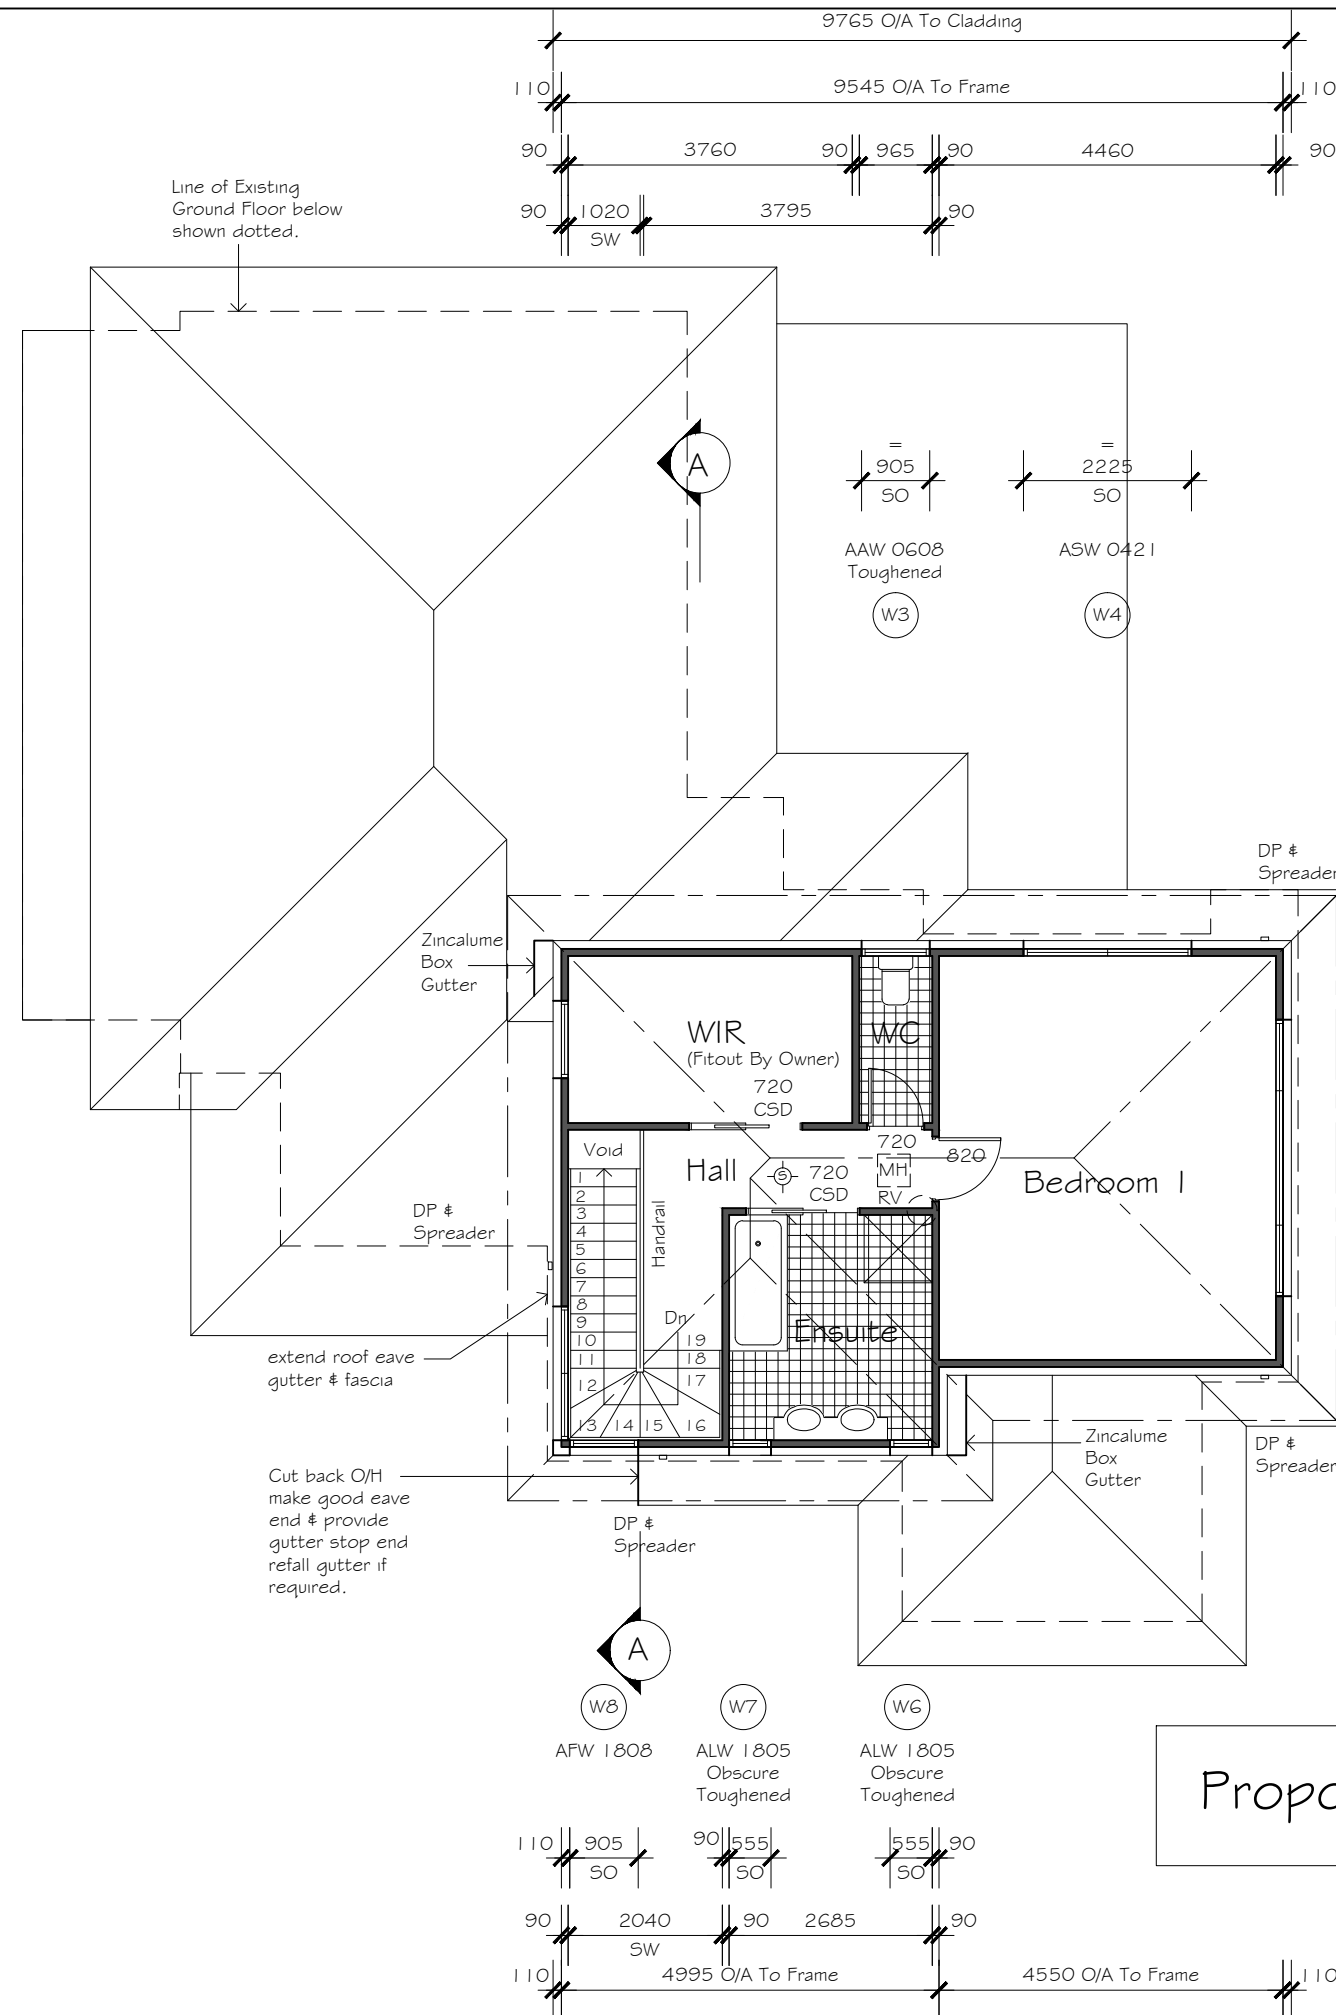 9765 O/A To Cladding
110
9545 O/A To Frame
110
90
3760
90
965
90
4460
90
90
1020
3795
90
SW
Line of Existing
Ground Floor below
shown dotted.
A
=
905
SO
=
2225
SO
AAW 0608
Toughened
ASW 0421
W3
W4
DP &
Spreader
Zincalume
Box
Gutter
WIR
(Fitout By Owner)
720
CSD
WC
Void
Hall
S
720
CSD
720
MH
RV
820
Bedroom 1
DP &
Spreader
Handrail
1
2
3
4
5
6
7
8
9
10
11
12
13
14
15
16
17
18
19
Dn
Ensuite
extend roof eave
gutter & fascia
Cut back O/H
make good eave
end & provide
gutter stop end
refall gutter if
required.
DP &
Spreader
Zincalume
Box
Gutter
DP &
Spreader
A
W8
W7
W6
AFW 1808
ALW 1805
Obscure
Toughened
ALW 1805
Obscure
Toughened
Propo
110
905
SO
90
555
SO
555
SO
90
90
2040
SW
90
2685
90
110
4995 O/A To Frame
4550 O/A To Frame
110